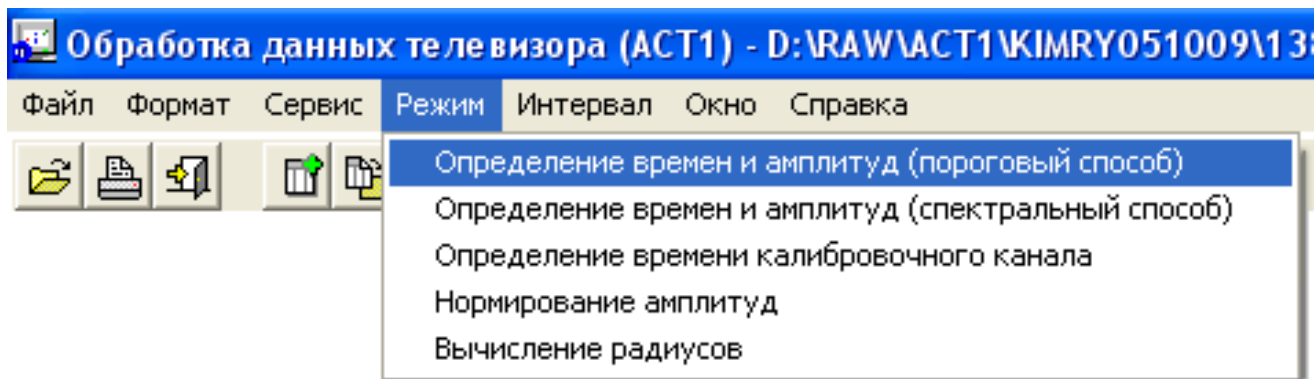 Обработка данных телевизора (АСТ1) - D:\RAW\ACT1\KIMRY051009\13
Файл Формат Сервис Режим Интервал Окно Справка
Определение времен и амплитуд (пороговый способ)
Определение времен и амплитуд (спектральный способ)
Определение времени калибровочного канала
Нормирование амплитуд
Вычисление радиусов